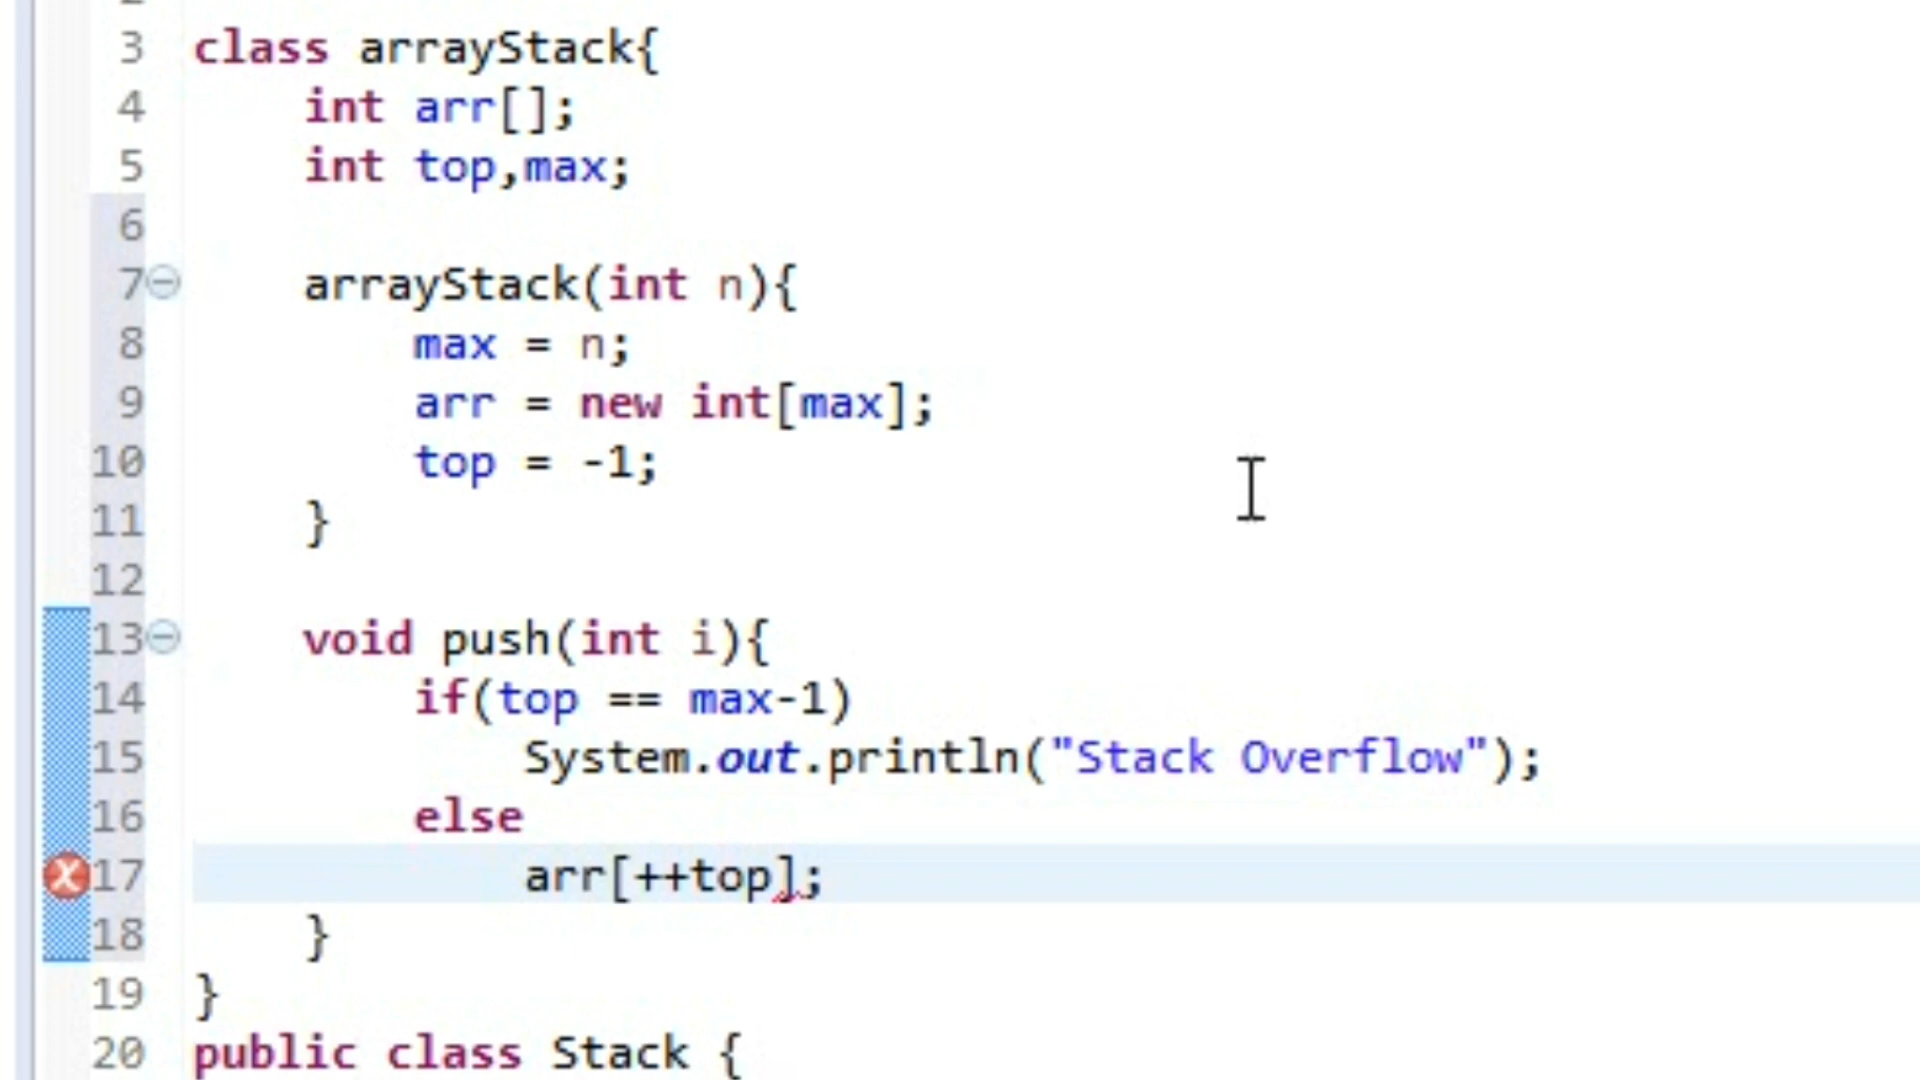 3 class arrayStack{
4 int arr[];
5 int top,max;
6
7 arrayStack(int n){
8 max = n;
9 arr = new int[max];
10 top = -1;
11 }
12
13 void push(int i){
14 if(top == max-1)
15 System.out.println("Stack Overflow");
16 else
17 arr[++top];
18 }
19 }
20 public class Stack {